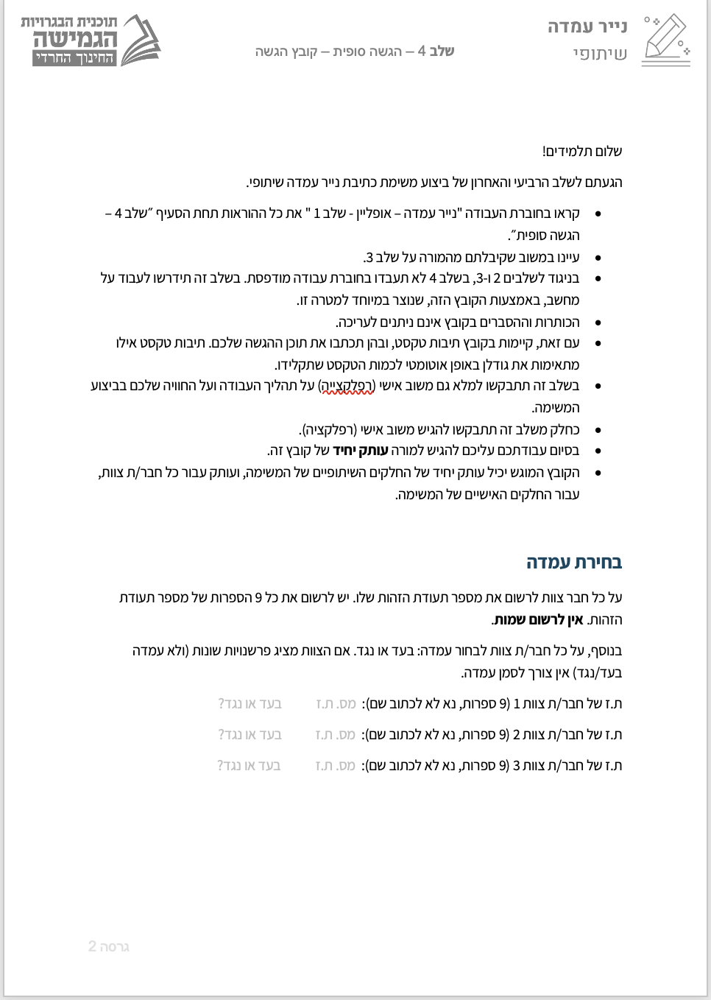 נייר עמדה
שיתופי
שלב 4 – הגשה סופית – קובץ הגשה
תוכנית הבגרויות
הגמישה
החינוך החרדי
שלום תלמידים!
הגעתם לשלב הרביעי והאחרון של ביצוע משימת כתיבת נייר עמדה שיתופי.
• קראו בחוברת העבודה "נייר עמדה – אופליין - שלב 1 " את כל ההוראות תחת הסעיף ״שלב 4 –
הגשה סופית״.
• עיינו במשוב שקיבלתם מהמורה על שלב 3.
• בניגוד לשלבים 2 ו-3, בשלב 4 לא תעבדו בחוברת עבודה מודפסת. בשלב זה תידרשו לעבוד על
מחשב, באמצעות הקובץ הזה, שנוצר במיוחד למטרה זו.
• הכותרות וההסברים בקובץ אינם ניתנים לעריכה.
• עם זאת, קיימות בקובץ תיבות טקסט, ובהן תכתבו את תוכן ההגשה שלכם. תיבות טקסט אילו
מתאימות את גודלן באופן אוטומטי לכמות הטקסט שתקלידו.
• בשלב זה תתבקשו למלא גם משוב אישי (רפלקצייה) על תהליך העבודה ועל החוויה שלכם בביצוע
המשימה.
• כחלק משלב זה תתבקשו להגיש משוב אישי (רפלקציה).
• בסיום עבודתכם עליכם להגיש למורה עותק יחיד של קובץ זה.
• הקובץ המוגש יכיל עותק יחיד של החלקים השיתופיים של המשימה, ועותק עבור כל חבר/ת צוות,
עבור החלקים האישיים של המשימה.
בחירת עמדה
על כל חבר צוות לרשום את מספר תעודת הזהות שלו. יש לרשום את כל 9 הספרות של מספר תעודת
הזהות. אין לרשום שמות.
בנוסף, על כל חבר/ת צוות לבחור עמדה: בעד או נגד. אם הצוות מציג פרשנויות שונות (ולא עמדה
בעד/נגד) אין צורך לסמן עמדה.
ת.ז של חבר/ת צוות 1 (9 ספרות, נא לא לכתוב שם): מס. ת.ז בעד או נגד?
ת.ז של חבר/ת צוות 2 (9 ספרות, נא לא לכתוב שם): מס. ת.ז בעד או נגד?
ת.ז של חבר/ת צוות 3 (9 ספרות, נא לא לכתוב שם): מס. ת.ז בעד או נגד?
גרסה 2